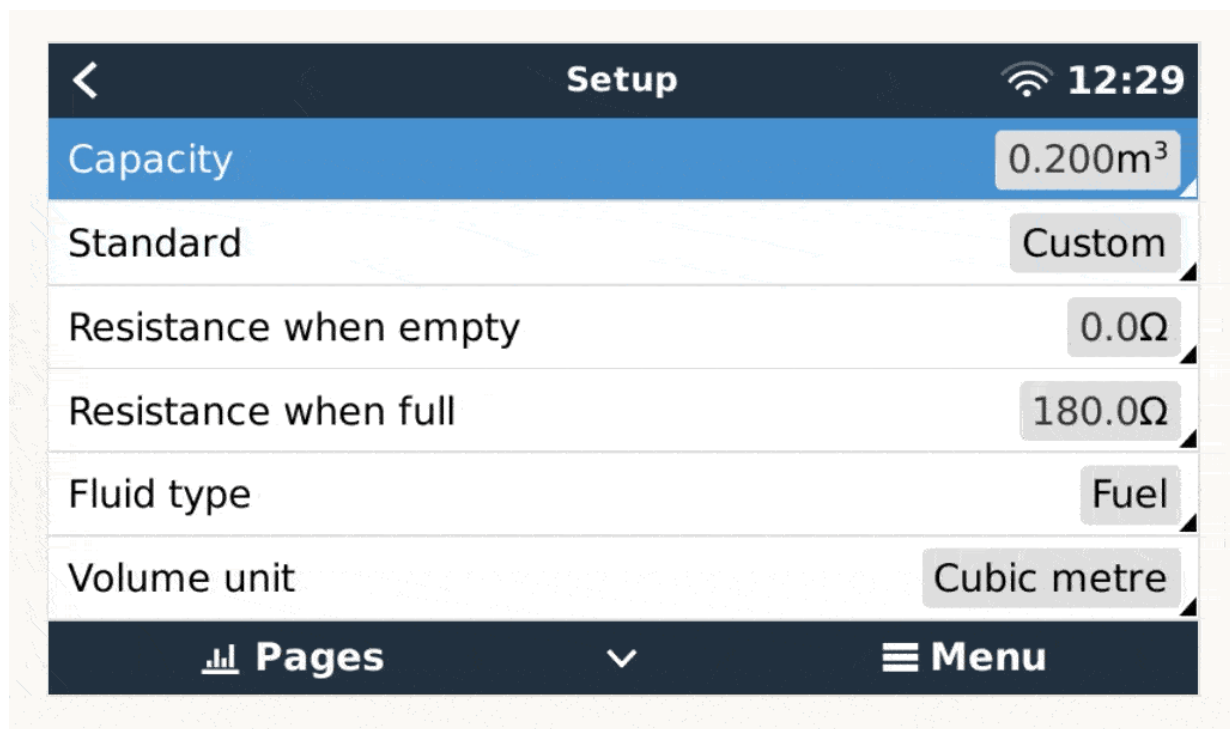 Setup 12:29
Capacity 0.200m³
Standard Custom
Resistance when empty 0.0Ω
Resistance when full 180.0Ω
Fluid type Fuel
Volume unit Cubic metre
Pages Menu